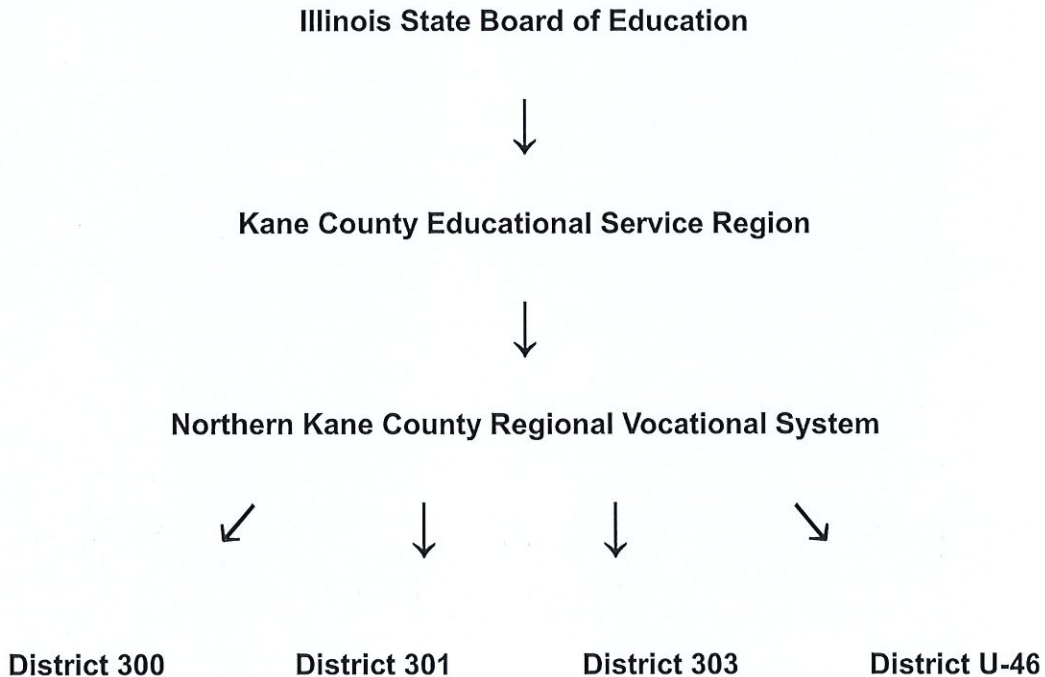 Illinois State Board of Education
Kane County Educational Service Region
Northern Kane County Regional Vocational System
District 300 District 301 District 303 District U-46